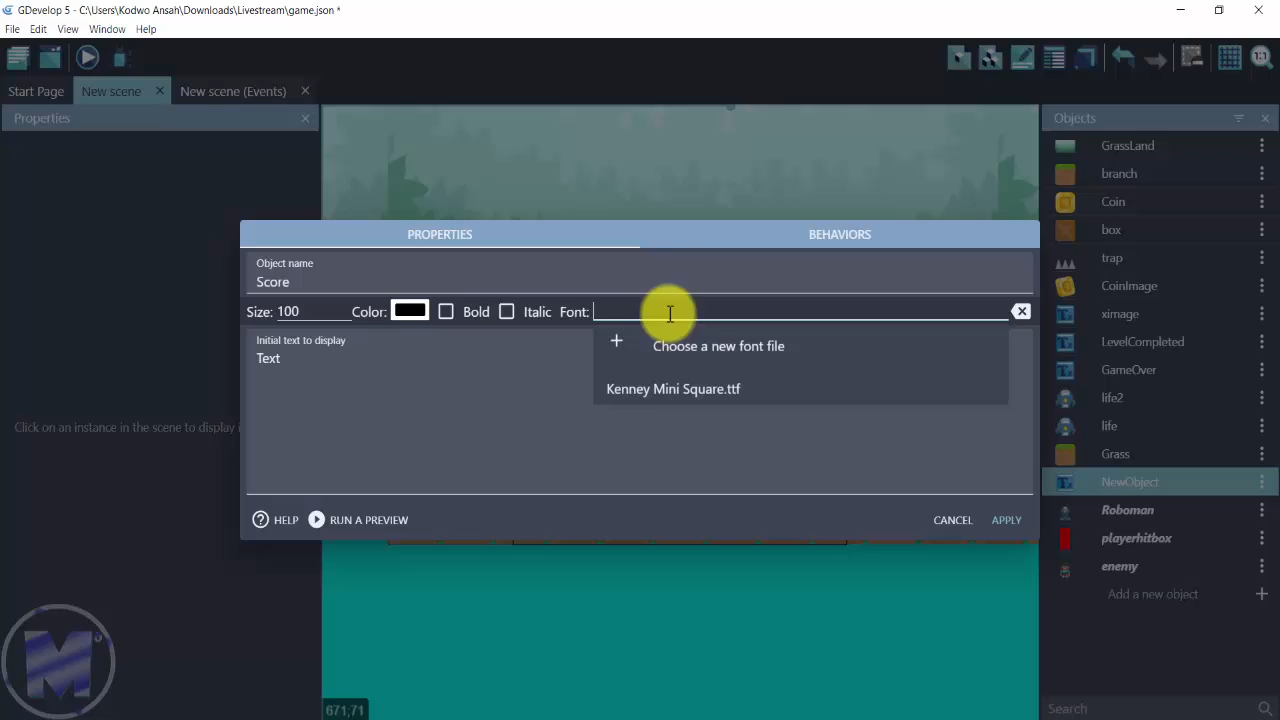 GDevelop 5 - C:\Users\Kodwo Ansah\Downloads\Livestream\game.json *
File Edit View Window Help
1:1
Start Page New scene × New scene (Events) ×
Properties ×
Objects ×
GrassLand
branch
Coin
box
trap
CoinImage
ximage
LevelCompleted
GameOver
life2
life
Grass
NewObject
Roboman
playerhitbox
enemy
Add a new object
Search
PROPERTIES BEHAVIORS
Object name
Score
Size: 100 Color: Bold Italic Font:
Initial text to display
Text
+ Choose a new font file
Kenney Mini Square.ttf
HELP RUN A PREVIEW CANCEL APPLY
Click on an instance in the scene to display i
671;71
M